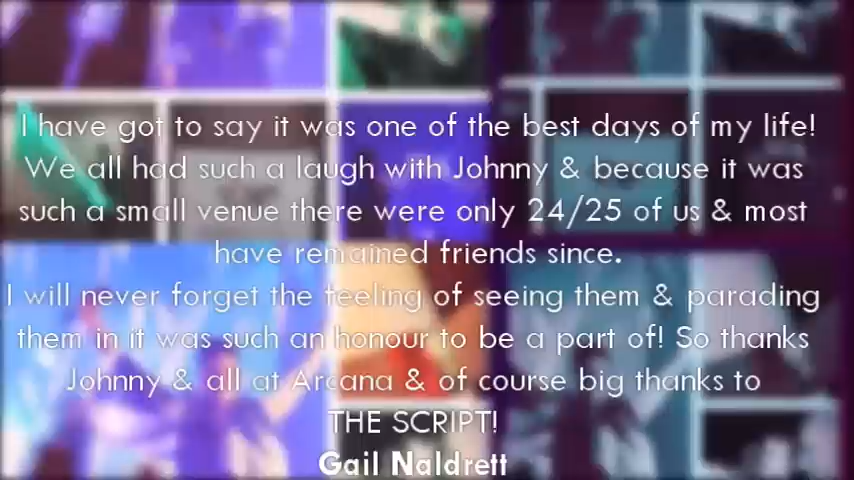 I have got to say it was one of the best days of my life!
We all had such a laugh with Johnny & because it was
such a small venue there were only 24/25 of us & most
have remained friends since.
I will never forget the feeling of seeing them & parading
them in it was such an honour to be a part of! So thanks
Johnny & all at Arcana & of course big thanks to
THE SCRIPT!
Gail Naldrett